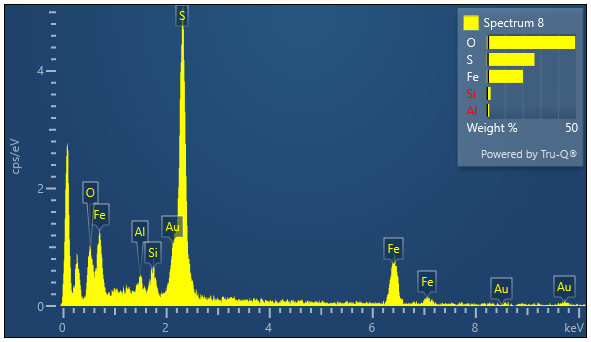 S
Spectrum 8
O
S
Fe
Si
Al
Weight % 50
Powered by Tru-Q®
cps/eV
4
2
0
O
Fe
Al
Si
Au
Fe
Fe
Au
Au
0 2 4 6 8 keV